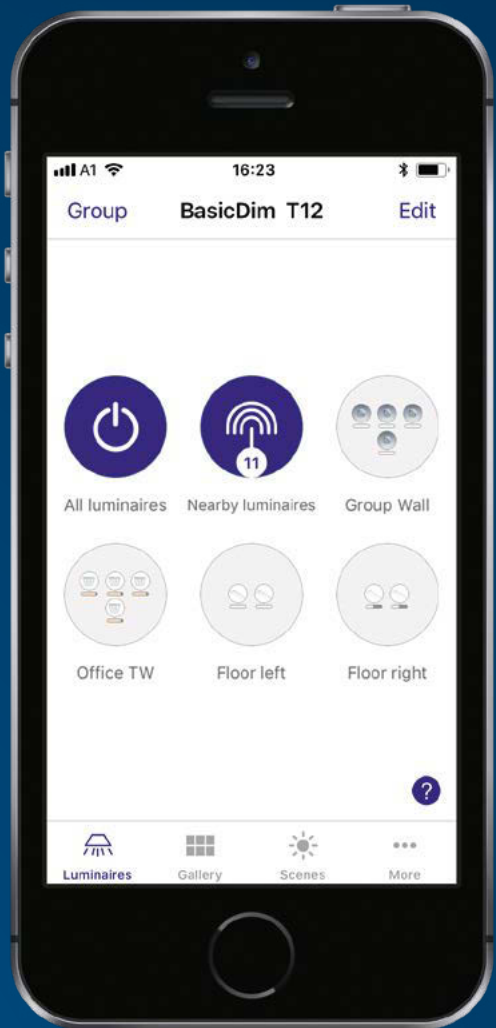 A1 16:23
Group BasicDim T12 Edit
11
All luminaires Nearby luminaires Group Wall
Office TW Floor left Floor right
?
Luminaires Gallery Scenes More